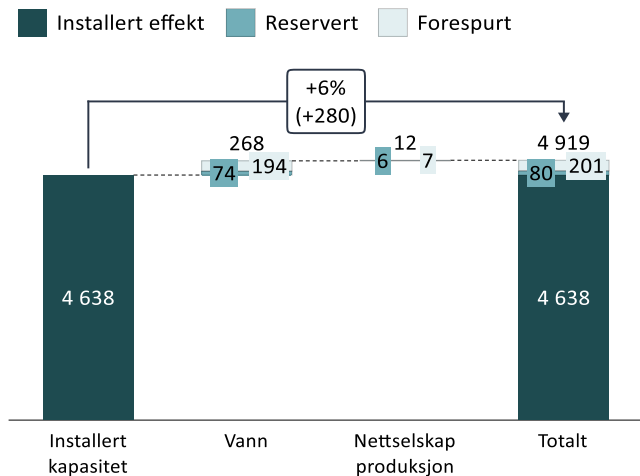 Installert effekt Reservert Forespurt
+6%
(+280)
268 12 4 919
74 194 6 7 80 201
4 638 4 638
Installert kapasitet
Vann
Nettselskap produksjon
Totalt